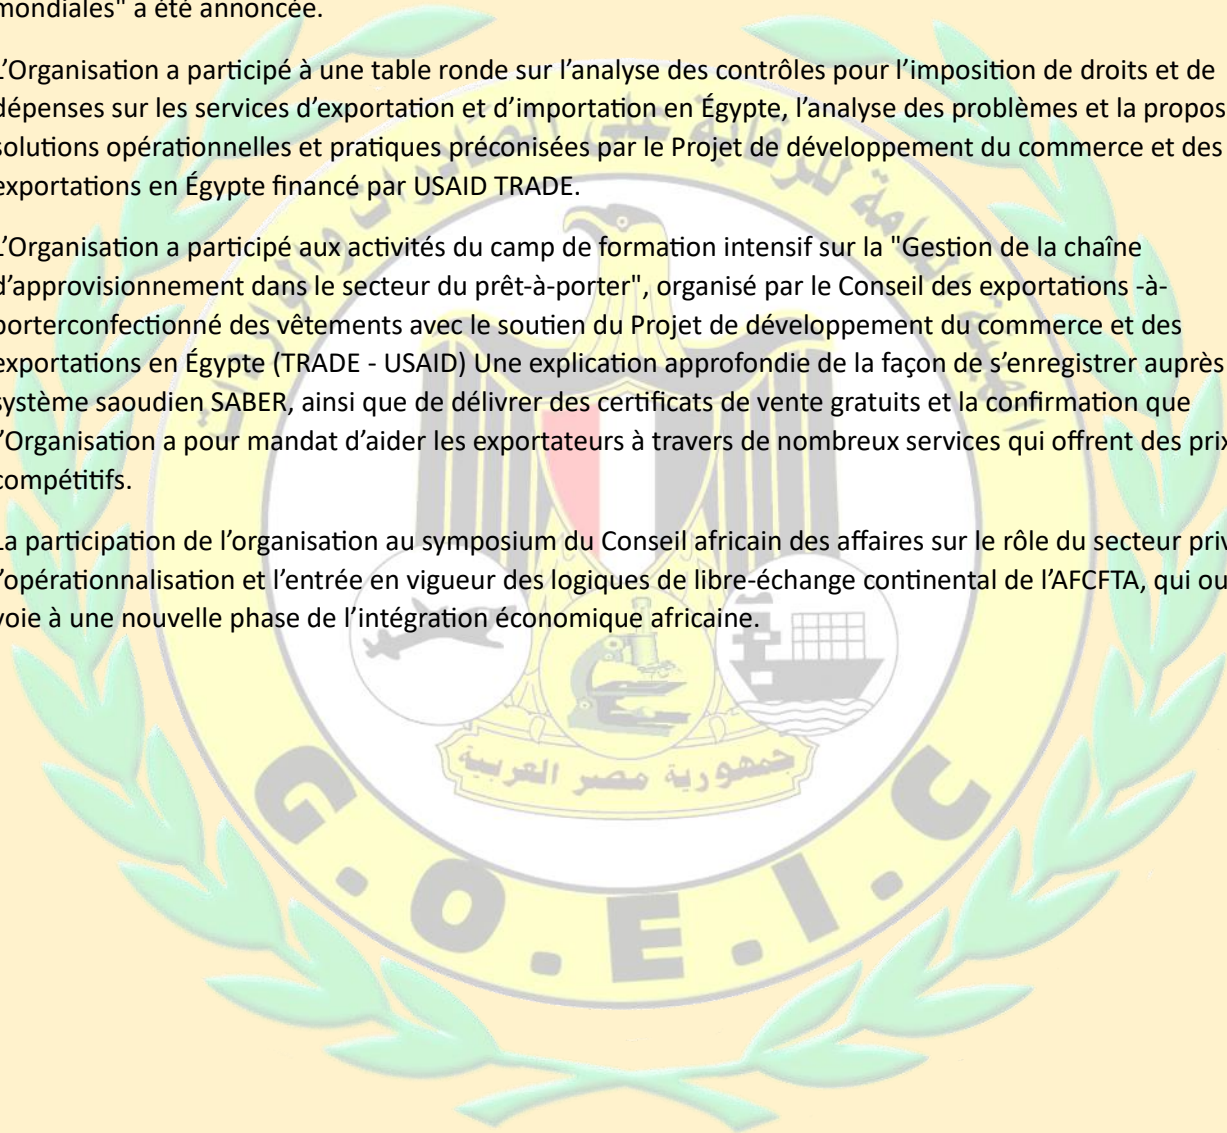 mondiales" a été annoncée.
L'Organisation a participé à une table ronde sur l'analyse des contrôles pour l'imposition de droits et de
dépenses sur les services d'exportation et d'importation en Égypte, l'analyse des problèmes et la propos
solutions opérationnelles et pratiques préconisées par le Projet de développement du commerce et des
exportations en Égypte financé par USAID TRADE.
L'Organisation a participé aux activités du camp de formation intensif sur la "Gestion de la chaîne
d'approvisionnement dans le secteur du prêt-à-porter", organisé par le Conseil des exportations -à-
porterconfectionné des vêtements avec le soutien du Projet de développement du commerce et des
exportations en Égypte (TRADE - USAID) Une explication approfondie de la façon de s'enregistrer auprès
système saoudien SABER, ainsi que de délivrer des certificats de vente gratuits et la confirmation que
l'Organisation a pour mandat d'aider les exportateurs à travers de nombreux services qui offrent des prix
compétitifs.
La participation de l'organisation au symposium du Conseil africain des affaires sur le rôle du secteur priv
l'opérationnalisation et l'entrée en vigueur des logiques de libre-échange continental de l'AFCFTA, qui ou
voie à une nouvelle phase de l'intégration économique africaine.
الهيئة العامة للرقابة على الصادرات والواردات
جمهورية مصر العربية
G.O.E.I.C